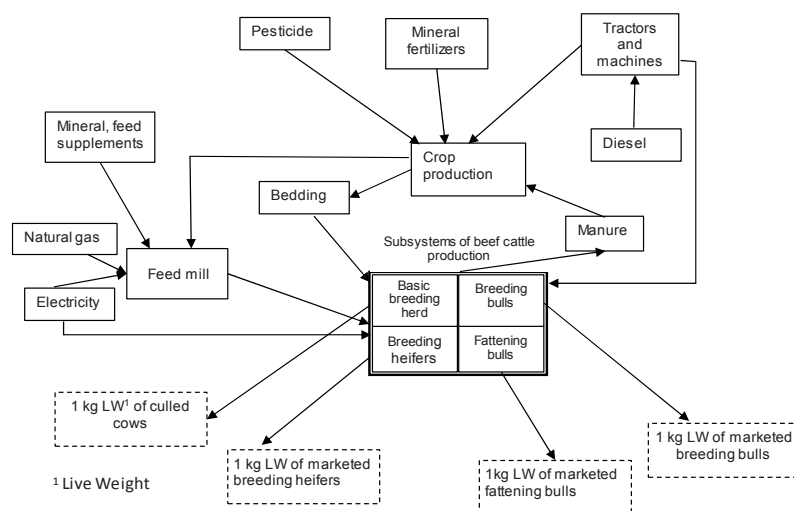 Pesticide
Mineral
fertilizers
Tractors
and
machines
Mineral, feed
supplements
Diesel
Crop
production
Bedding
Manure
Natural gas
Subsystems of beef cattle
production
Feed mill
Electricity
Basic
breeding
herd
Breeding
bulls
Breeding
heifers
Fattening
bulls
1 kg LW¹ of culled
cows
1 kg LW of marketed
breeding heifers
1kg LW of marketed
fattening bulls
1 kg LW of marketed
breeding bulls
¹ Live Weight